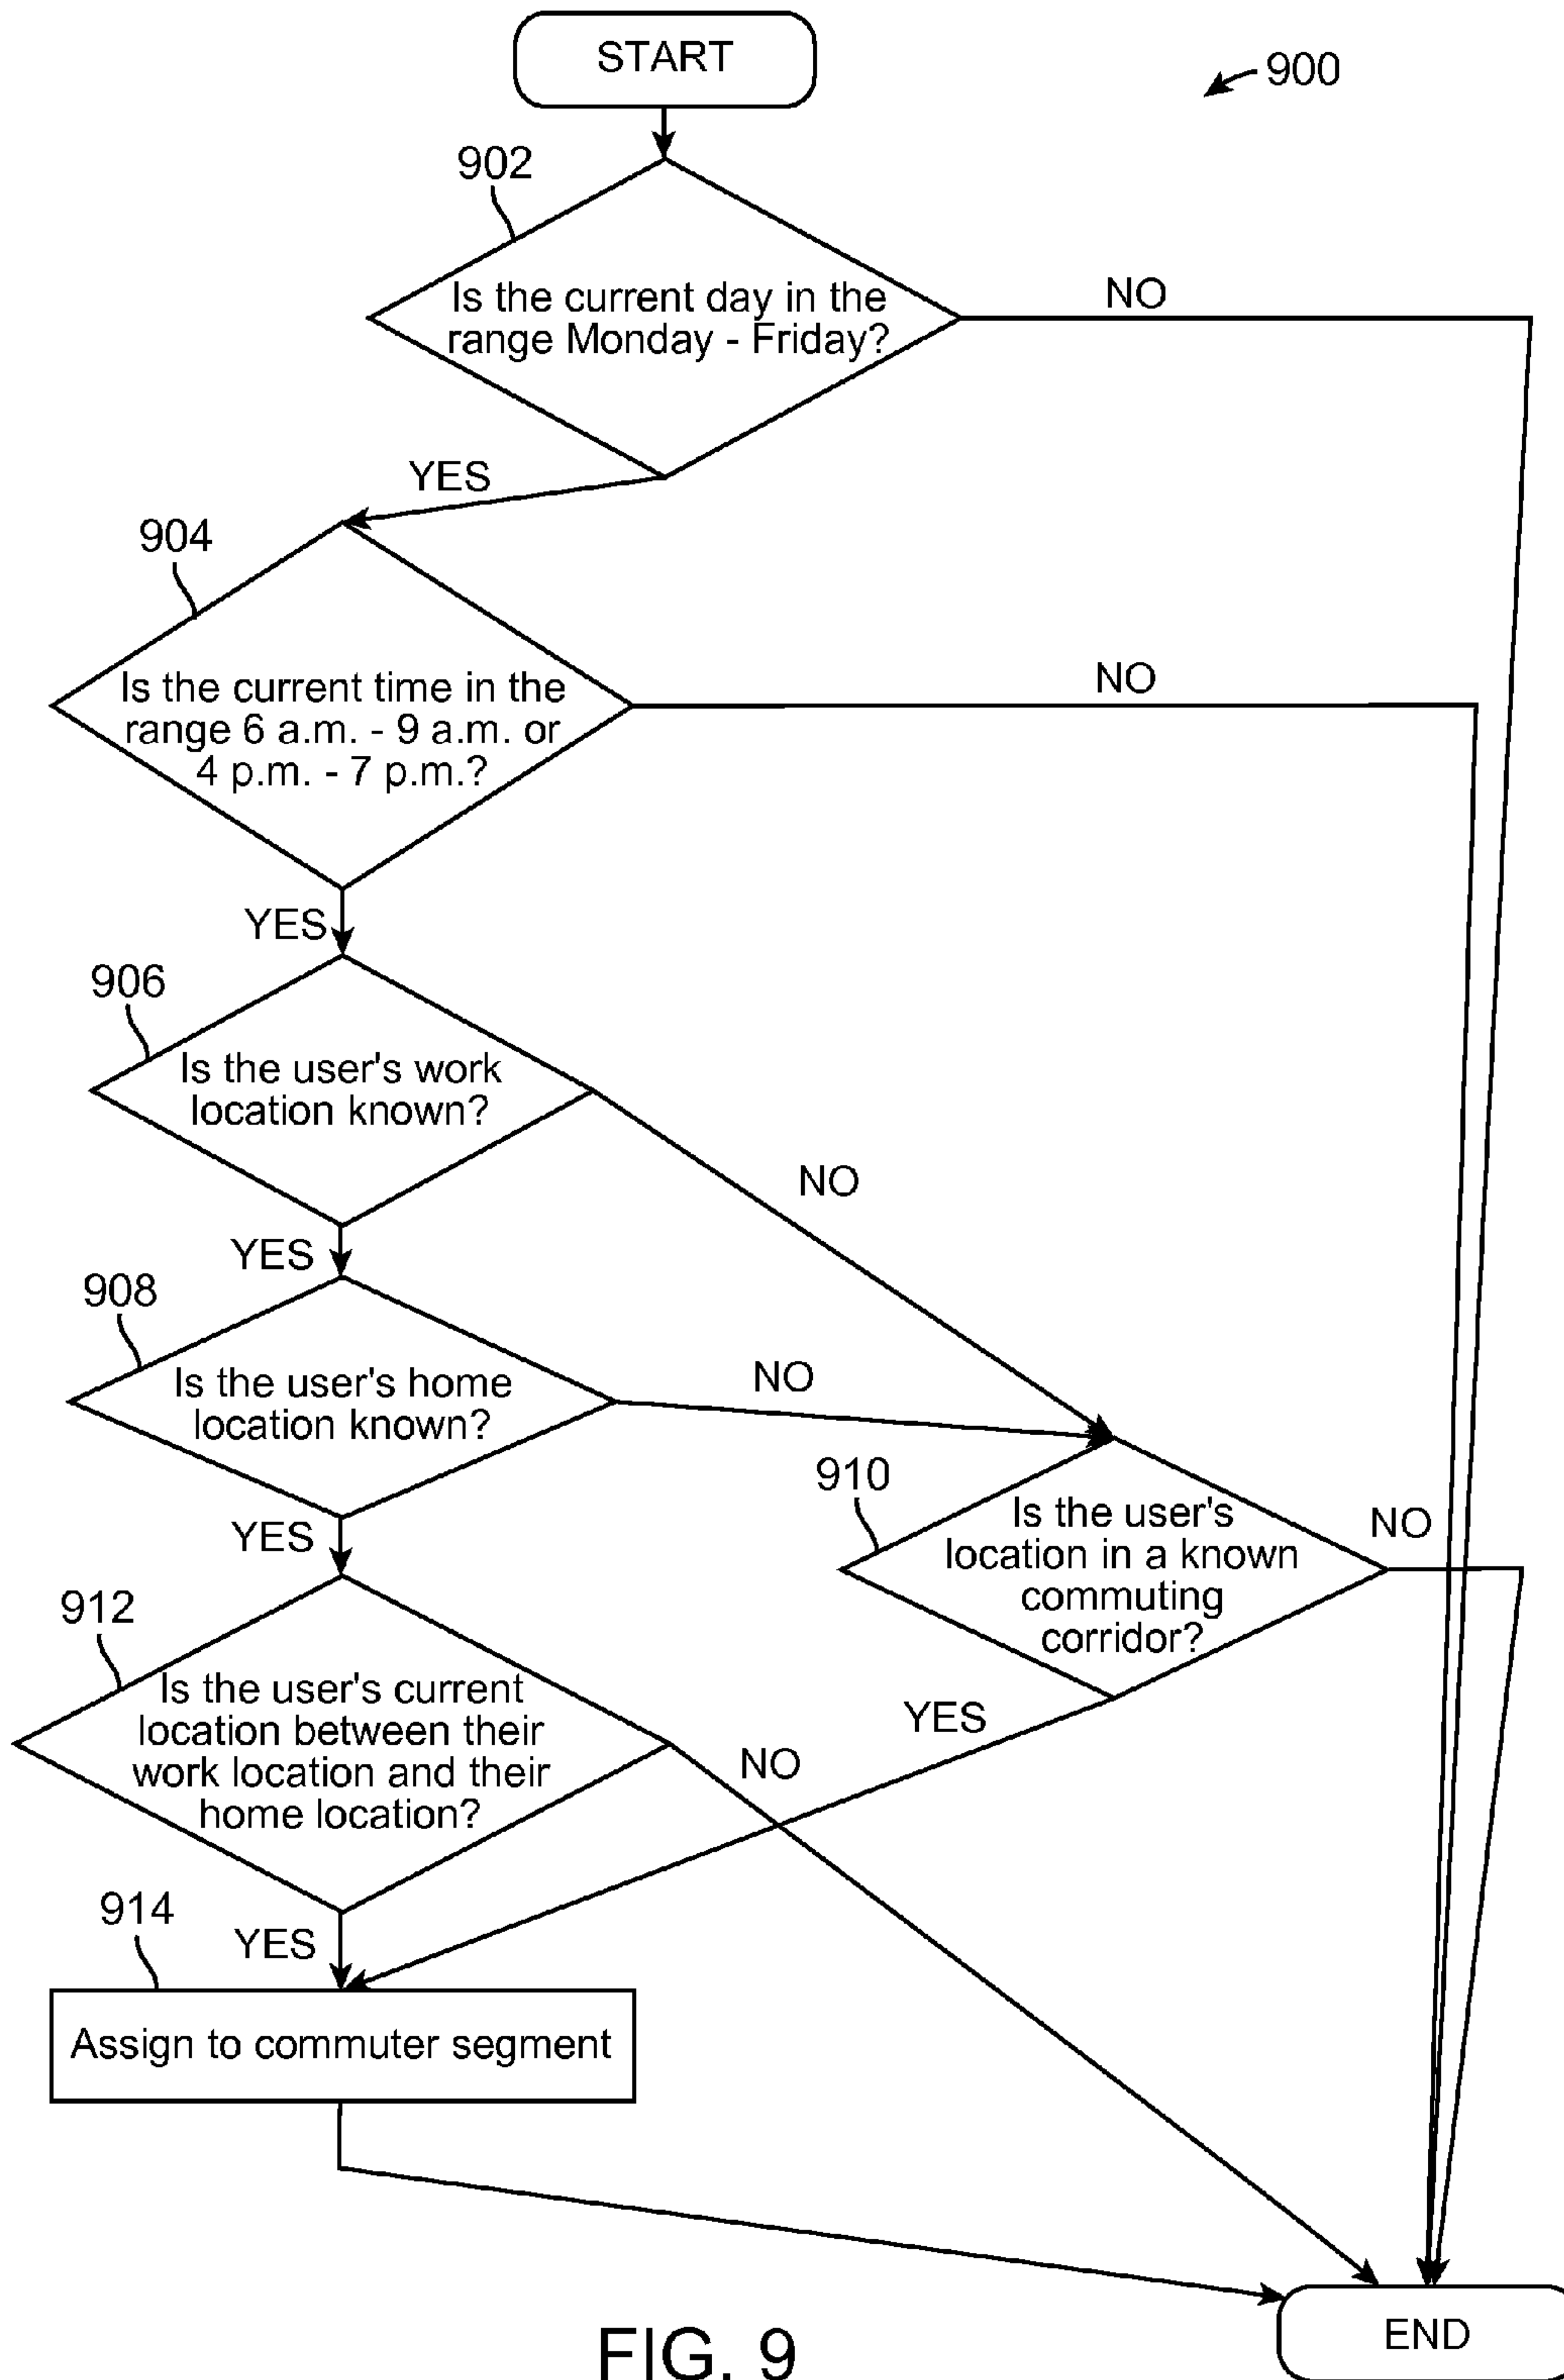 START
900
902
Is the current day in the
range Monday - Friday?
NO
YES
904
Is the current time in the
range 6 a.m. - 9 a.m. or
4 p.m. - 7 p.m.?
NO
YES
906
Is the user's work
location known?
NO
YES
908
Is the user's home
location known?
NO
YES
910
Is the user's
location in a known
commuting
corridor?
NO
YES
912
Is the user's current
location between their
work location and their
home location?
NO
YES
914
Assign to commuter segment
END
FIG. 9